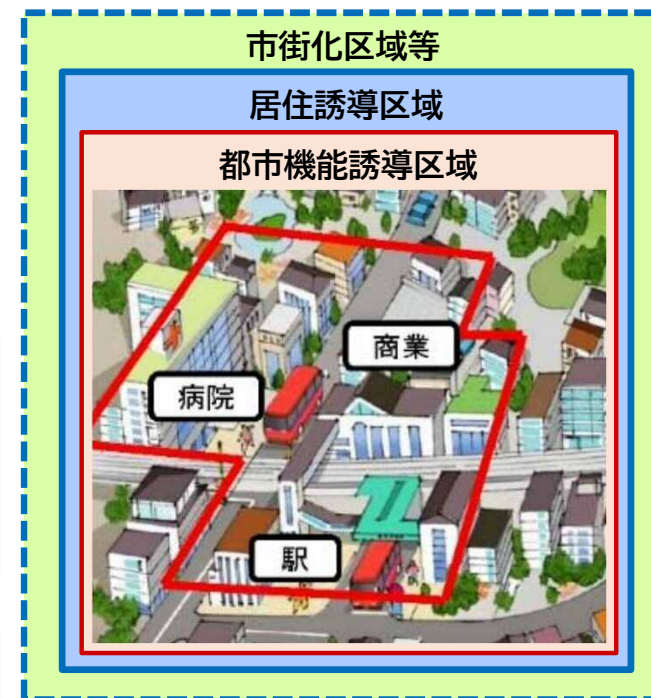 市街化区域等
居住誘導区域
都市機能誘導区域
商業
病院
駅